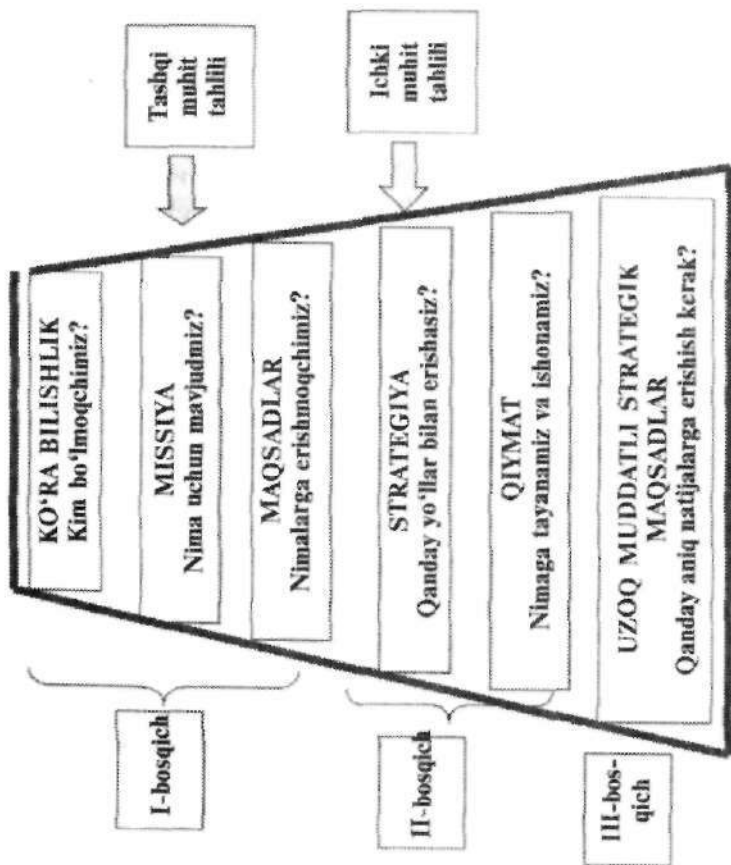 KO‘RA BILISHLIK
Kim bo‘lmoqchimiz?
MISSIYA
Nima uchun mavjudmiz?
MAQSADLAR
Nimalarga erishmoqchimiz?
STRATEGIYA
Qanday yo‘llar bilan erishasiz?
QIYMAT
Nimaga tayanamiz va ishonamiz?
UZOQ MUDDATLI STRATEGIK
MAQSADLAR
Qanday aniq natijalarga erishish kerak?
I-bosqich
II-bosqich
III-bos-
qich
Tashqi
muhit
tahlili
Ichki
muhit
tahlili